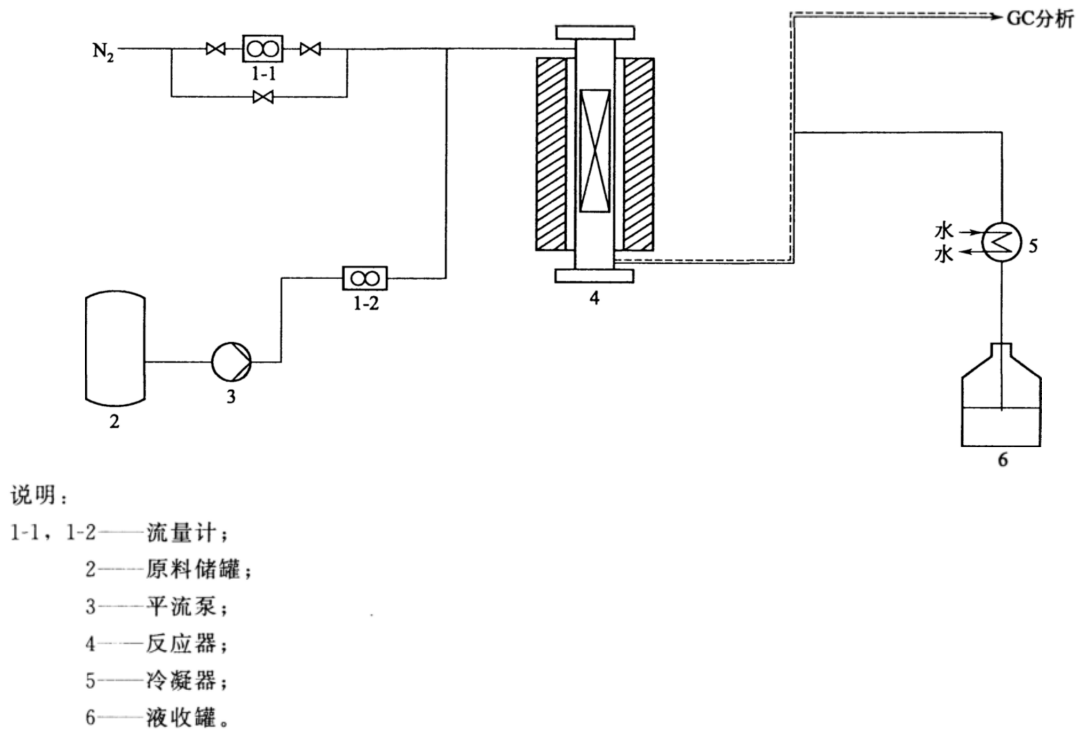 GC分析
N₂
1-1
水
水
5
1-2
4
3
2
6
说明：
1-1，1-2——流量计；
2——原料储罐；
3——平流泵；
4——反应器；
5——冷凝器；
6——液收罐。